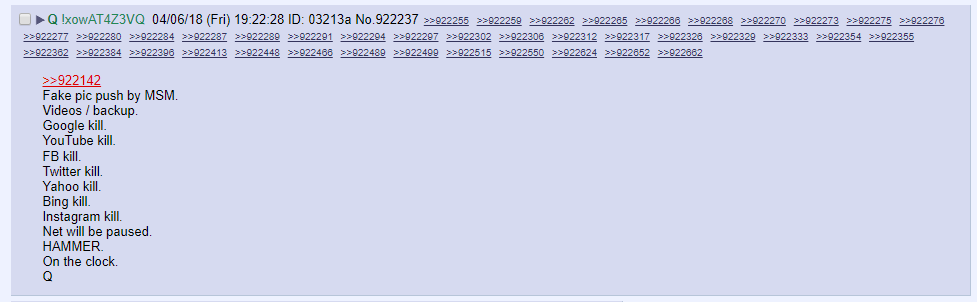 ▶ Q !xowAT4Z3VQ 04/06/18 (Fri) 19:22:28 ID: 03213a No.922237 >>922255 >>922259 >>922262 >>922265 >>922266 >>922268 >>922270 >>922273 >>922275 >>922276
>>922277 >>922280 >>922284 >>922287 >>922289 >>922291 >>922294 >>922297 >>922302 >>922306 >>922312 >>922317 >>922326 >>922329 >>922333 >>922354 >>922355
>>922362 >>922384 >>922396 >>922413 >>922448 >>922466 >>922489 >>922499 >>922515 >>922550 >>922624 >>922652 >>922662
>>922142
Fake pic push by MSM.
Videos / backup.
Google kill.
YouTube kill.
FB kill.
Twitter kill.
Yahoo kill.
Bing kill.
Instagram kill.
Net will be paused.
HAMMER.
On the clock.
Q